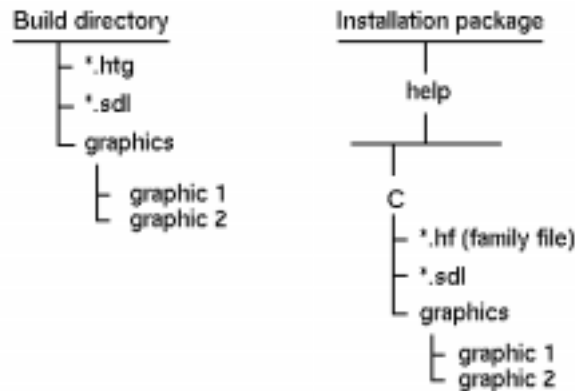 Build directory
*.htg
*.sdl
graphics
graphic 1
graphic 2
Installation package
help
C
*.hf (family file)
*.sdl
graphics
graphic 1
graphic 2